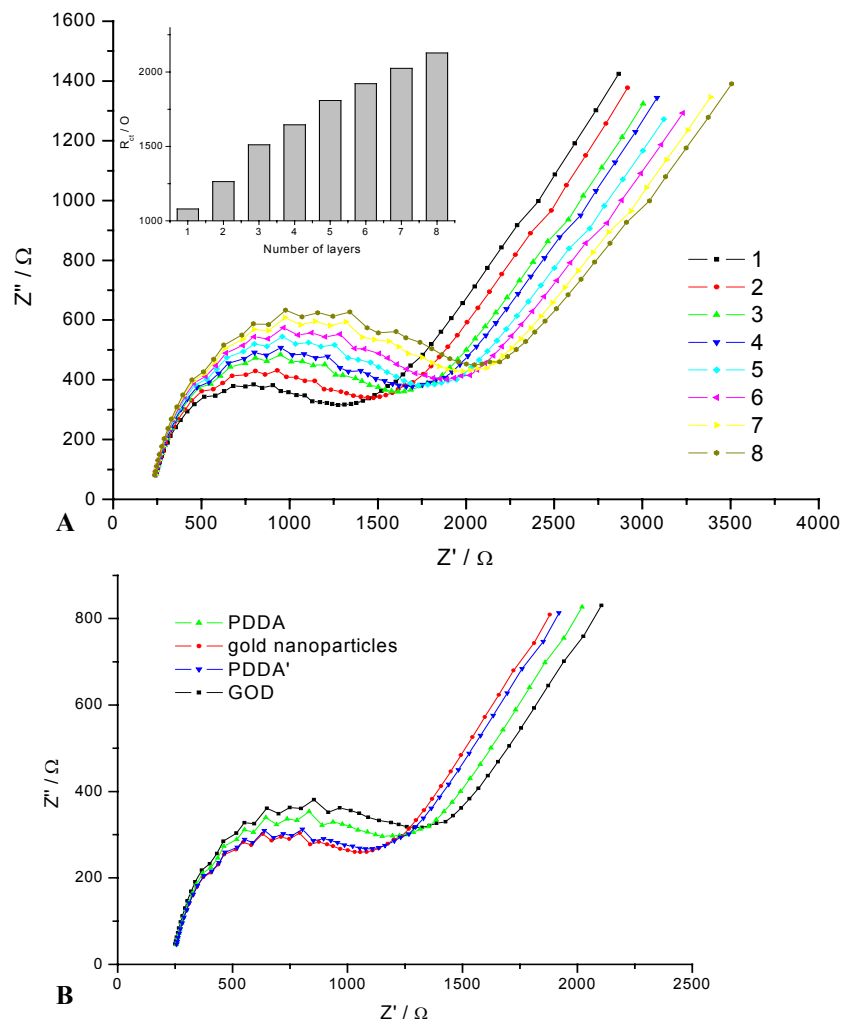 1600
1400
1200
1000
800
600
400
200
0
Z" / Ω
0 500 1000 1500 2000 2500 3000 3500 4000
Z' / Ω
A
2000
1500
1000
R_ct / O
1 2 3 4 5 6 7 8
Number of layers
1
2
3
4
5
6
7
8
800
600
400
200
0
Z" / Ω
PDDA
gold nanoparticles
PDDA'
GOD
0 500 1000 1500 2000 2500
Z' / Ω
B